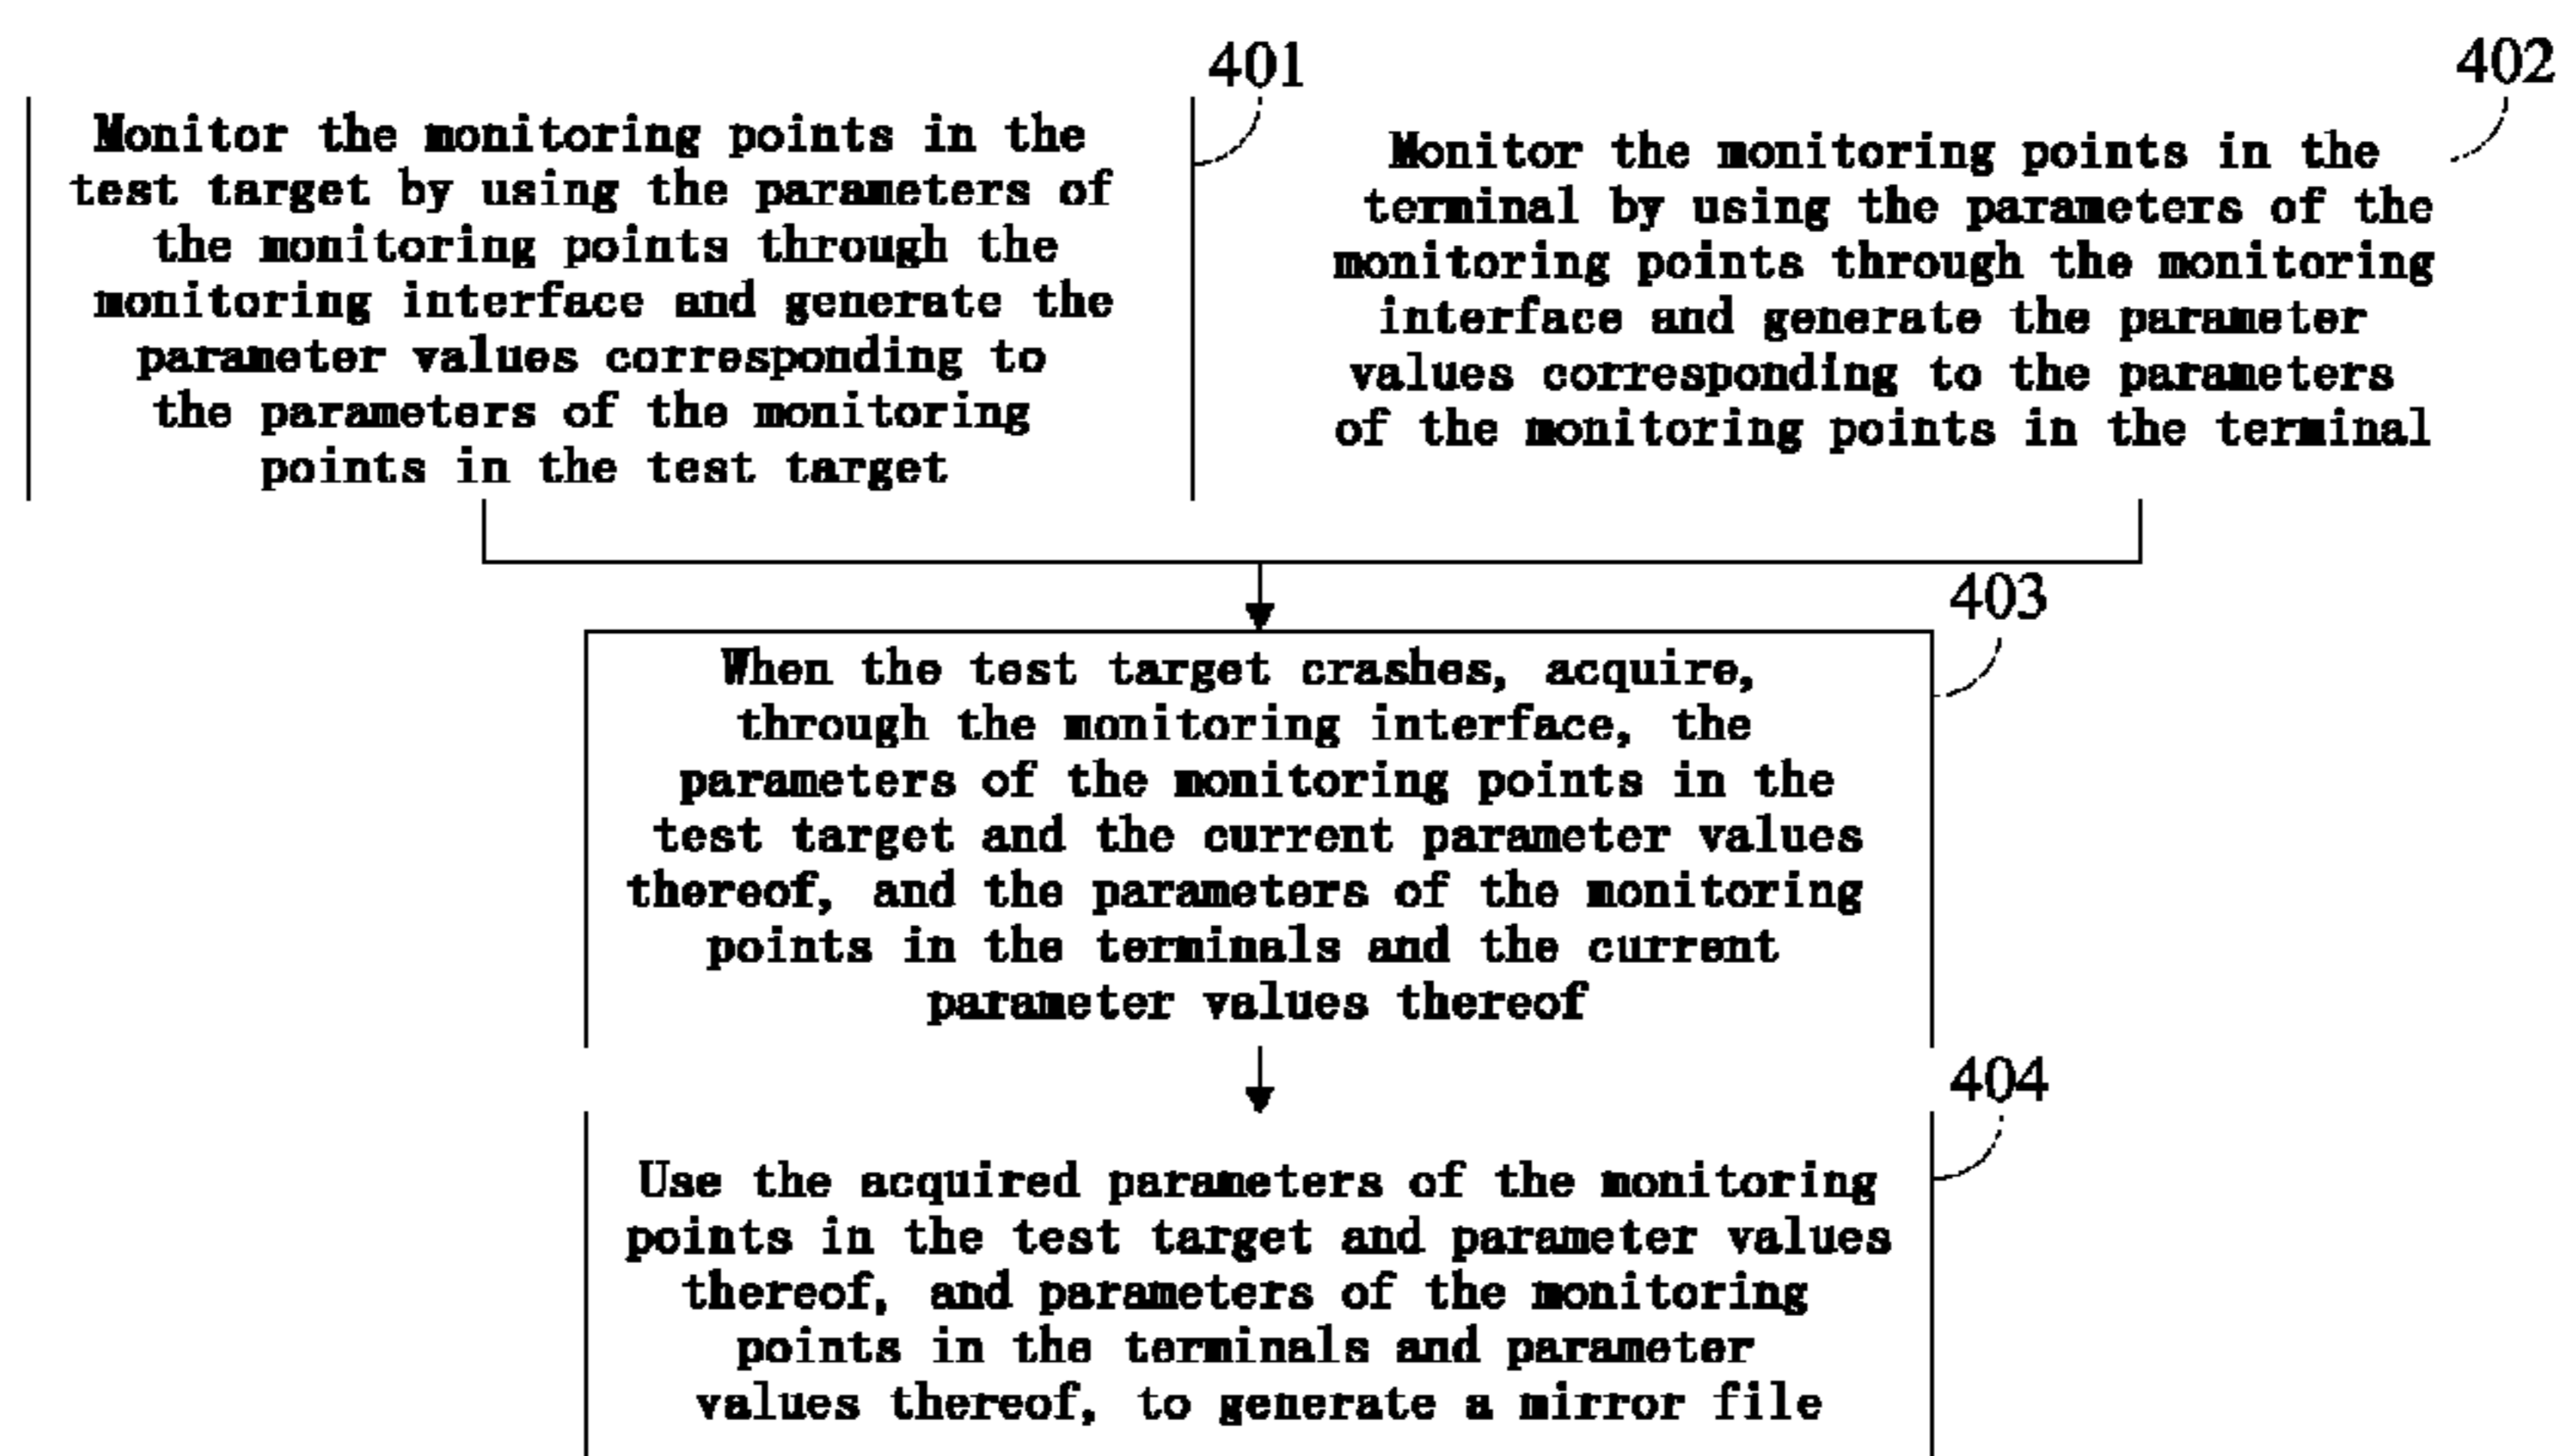 401
Monitor the monitoring points in the
test target by using the parameters of
the monitoring points through the
monitoring interface and generate the
parameter values corresponding to
the parameters of the monitoring
points in the test target
402
Monitor the monitoring points in the
terminal by using the parameters of the
monitoring points through the monitoring
interface and generate the parameter
values corresponding to the parameters
of the monitoring points in the terminal
403
When the test target crashes, acquire,
through the monitoring interface, the
parameters of the monitoring points in the
test target and the current parameter values
thereof, and the parameters of the monitoring
points in the terminals and the current
parameter values thereof
404
Use the acquired parameters of the monitoring
points in the test target and parameter values
thereof, and parameters of the monitoring
points in the terminals and parameter
values thereof, to generate a mirror file